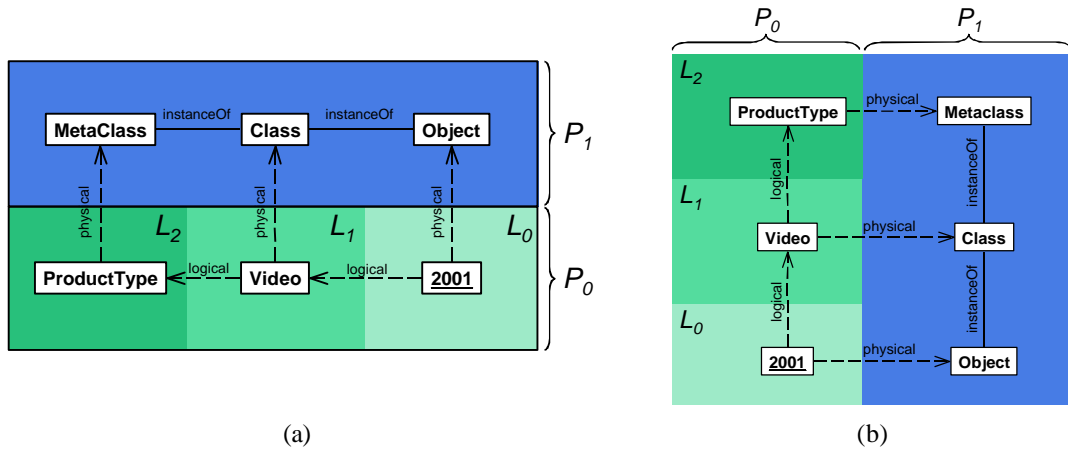 instanceOf
instanceOf
MetaClass
Class
Object
P1
physical
physical
physical
L2
L1
L0
logical
logical
ProductType
Video
2001
P0
(a)
P0
P1
L2
ProductType
physical
Metaclass
logical
instanceOf
L1
Video
physical
Class
logical
instanceOf
L0
2001
physical
Object
(b)